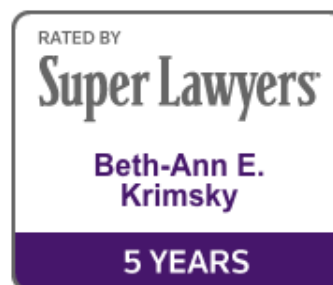 RATED BY
Super Lawyers
Beth-Ann E.
Krimsky
5 YEARS